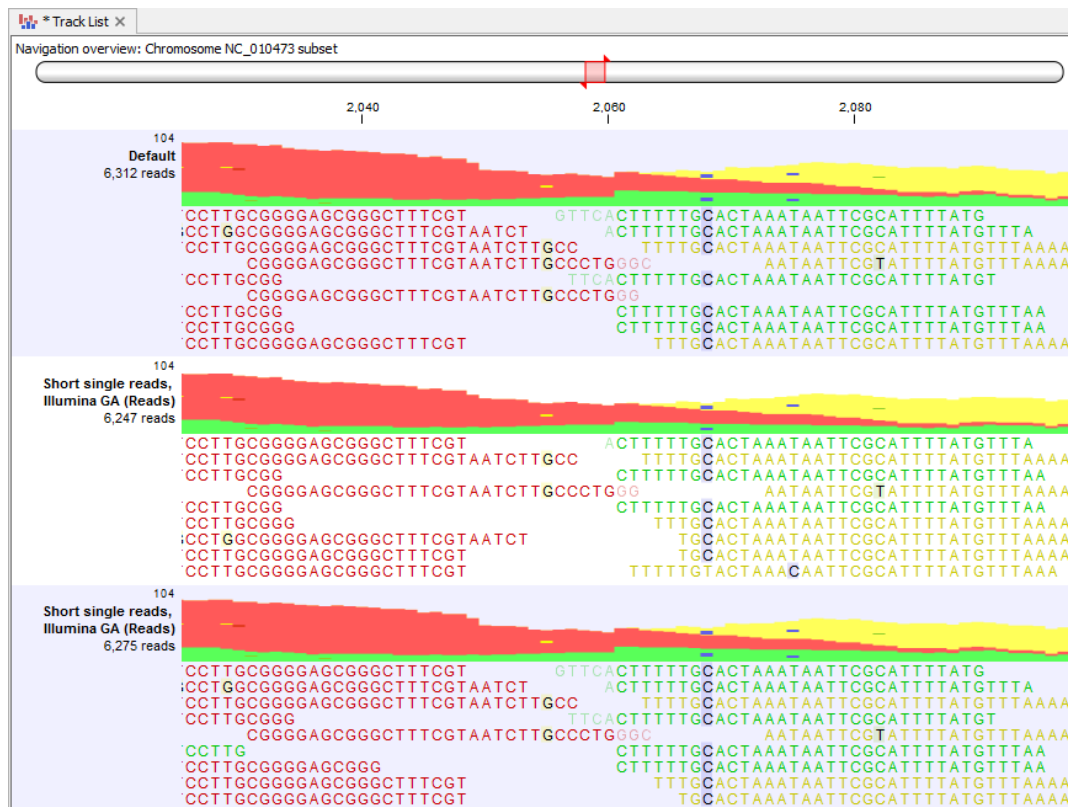 * Track List
Navigation overview: Chromosome NC_010473 subset
2,040 2,060 2,080
104
Default
6,312 reads
CCTTGCGGGGAGCGGGCTTTCGT GTTCACTTTTTGCACTAAATAATTCGCATTTTATG
CCTGGCGGGGAGCGGGCTTTCGTAATCT ACTTTTTGCACTAAATAATTCGCATTTTATGTTTA
CCTTGCGGGGAGCGGGCTTTCGTAATCTTGCC TTTTGCACTAAATAATTCGCATTTTATGTTTAAAA
CGGGGAGCGGGCTTTCGTAATCTTGCCCTGGGC AATAATTCGTATTTTATGTTTAAAA
CCTTGCGG TTCACTTTTTGCACTAAATAATTCGCATTTTATGT
CGGGGAGCGGGCTTTCGTAATCTTGCCCTGGG
CCTTGCGG CTTTTTGCACTAAATAATTCGCATTTTATGTTTAA
CCTTGCGGG CTTTTTGCACTAAATAATTCGCATTTTATGTTTAA
CCTTGCGGGGAGCGGGCTTTCGT TTTGCACTAAATAATTCGCATTTTATGTTTAAAA
104
Short single reads,
Illumina GA (Reads)
6,247 reads
CCTTGCGGGGAGCGGGCTTTCGT ACTTTTTGCACTAAATAATTCGCATTTTATGTTTA
CCTTGCGGGGAGCGGGCTTTCGTAATCTTGCC TTTTGCACTAAATAATTCGCATTTTATGTTTAAAA
CCTTGCGG CTTTTTGCACTAAATAATTCGCATTTTATGTTTAA
CGGGGAGCGGGCTTTCGTAATCTTGCCCTGGG AATAATTCGTATTTTATGTTTAAAA
CCTTGCGG CTTTTTGCACTAAATAATTCGCATTTTATGTTTAA
CCTTGCGGG TTTGCACTAAATAATTCGCATTTTATGTTTAAAA
CCTGGCGGGGAGCGGGCTTTCGTAATCT TGCACTAAATAATTCGCATTTTATGTTTAAAA
CCTTGCGGGGAGCGGGCTTTCGT TGCACTAAATAATTCGCATTTTATGTTTAAAA
CCTTGCGGGGAGCGGGCTTTCGT TTTTTGTACTAAACAATTCGCATTTTATGTTTAAA
104
Short single reads,
Illumina GA (Reads)
6,275 reads
CCTTGCGGGGAGCGGGCTTTCGT GTTCACTTTTTGCACTAAATAATTCGCATTTTATG
CCTGGCGGGGAGCGGGCTTTCGTAATCT ACTTTTTGCACTAAATAATTCGCATTTTATGTTTA
CCTTGCGGGGAGCGGGCTTTCGTAATCTTGCC TTTTGCACTAAATAATTCGCATTTTATGTTTAAAA
CCTTGCGGG TTCACTTTTTGCACTAAATAATTCGCATTTTATGT
CGGGGAGCGGGCTTTCGTAATCTTGCCCTGGGC AATAATTCGTATTTTATGTTTAAAA
CCTTG CTTTTTGCACTAAATAATTCGCATTTTATGTTTAA
CCTTGCGGGGAGCGGG CTTTTTGCACTAAATAATTCGCATTTTATGTTTAA
CCTTGCGGGGAGCGGGCTTTCGT TTTGCACTAAATAATTCGCATTTTATGTTTAAAA
CCTTGCGGGGAGCGGGCTTTCGT TGCACTAAATAATTCGCATTTTATGTTTAAAA